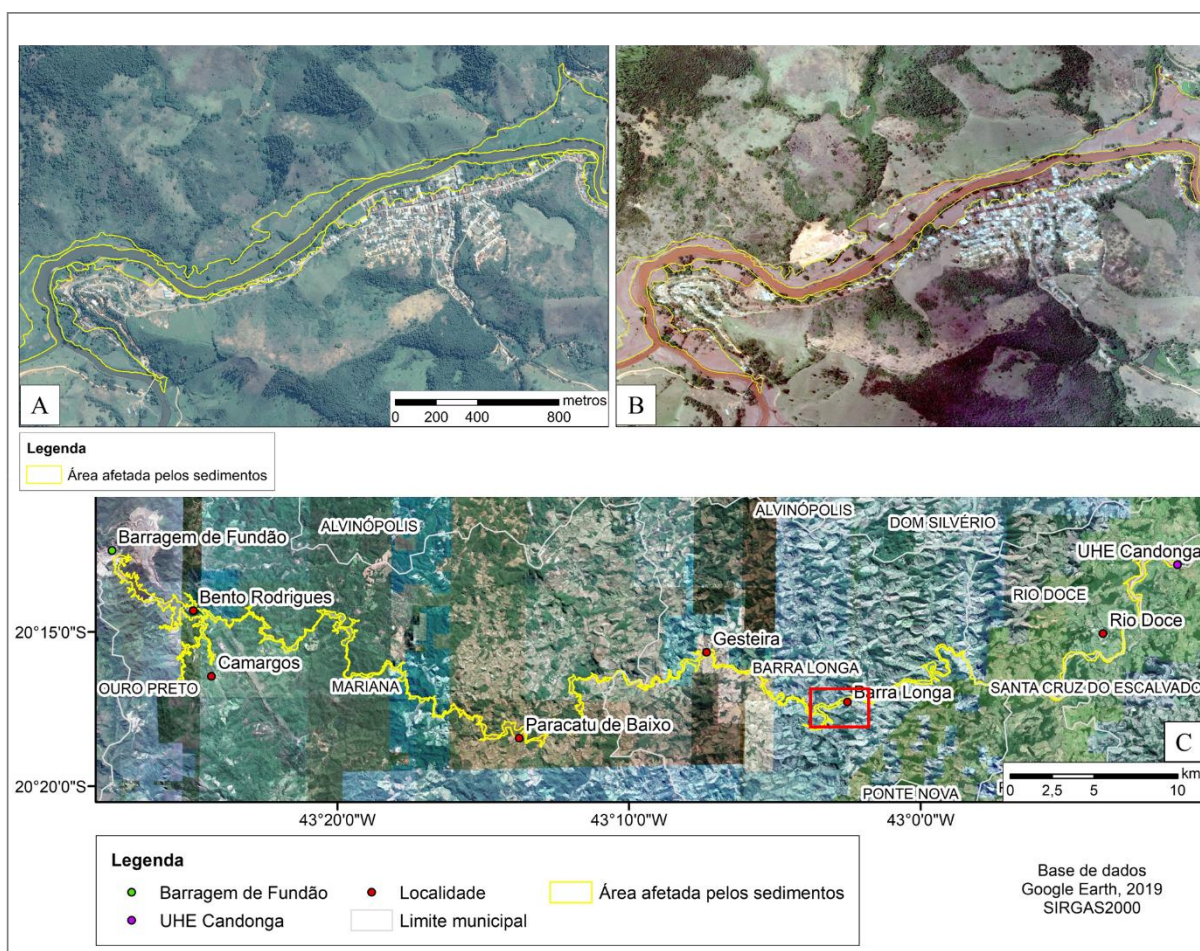 A
0 200 400 800
metros
B
Legenda
Área afetada pelos sedimentos
ALVINÓPOLIS
ALVINÓPOLIS
DOM SILVÉRIO
Barragem de Fundão
UHE Candonga
Bento Rodrigues
RIO DOCE
Rio Doce
20°15'0"S
Gesteira
Camargos
BARRA LONGA
OURO PRETO
MARIANA
SANTA CRUZ DO ESCALVADO
Barra Longa
Paracatu de Baixo
C
km
0 2,5 5 10
20°20'0"S
PONTE NOVA
43°20'0"W
43°10'0"W
43°0'0"W
Legenda
Barragem de Fundão
Localidade
Área afetada pelos sedimentos
UHE Candonga
Limite municipal
Base de dados
Google Earth, 2019
SIRGAS2000